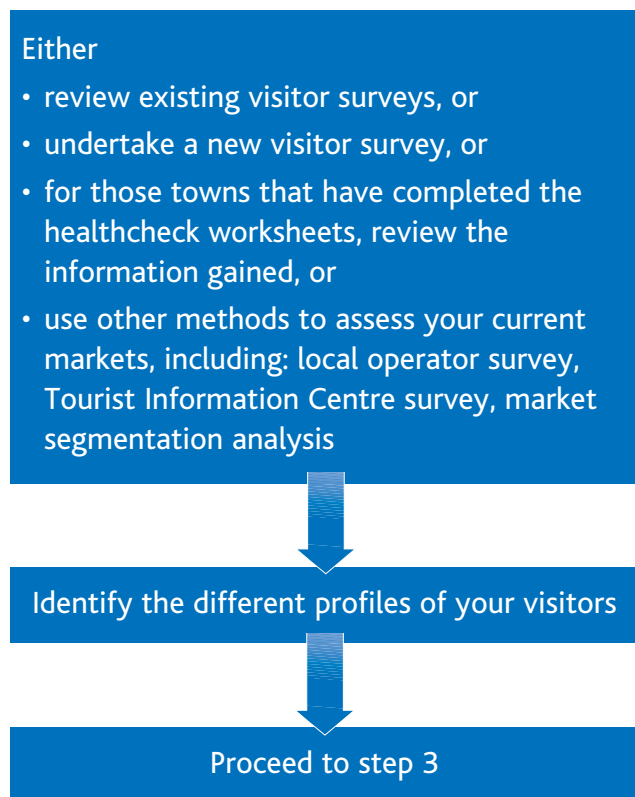 Either
• review existing visitor surveys, or
• undertake a new visitor survey, or
• for those towns that have completed the
healthcheck worksheets, review the
information gained, or
• use other methods to assess your current
markets, including: local operator survey,
Tourist Information Centre survey, market
segmentation analysis
Identify the different profiles of your visitors
Proceed to step 3